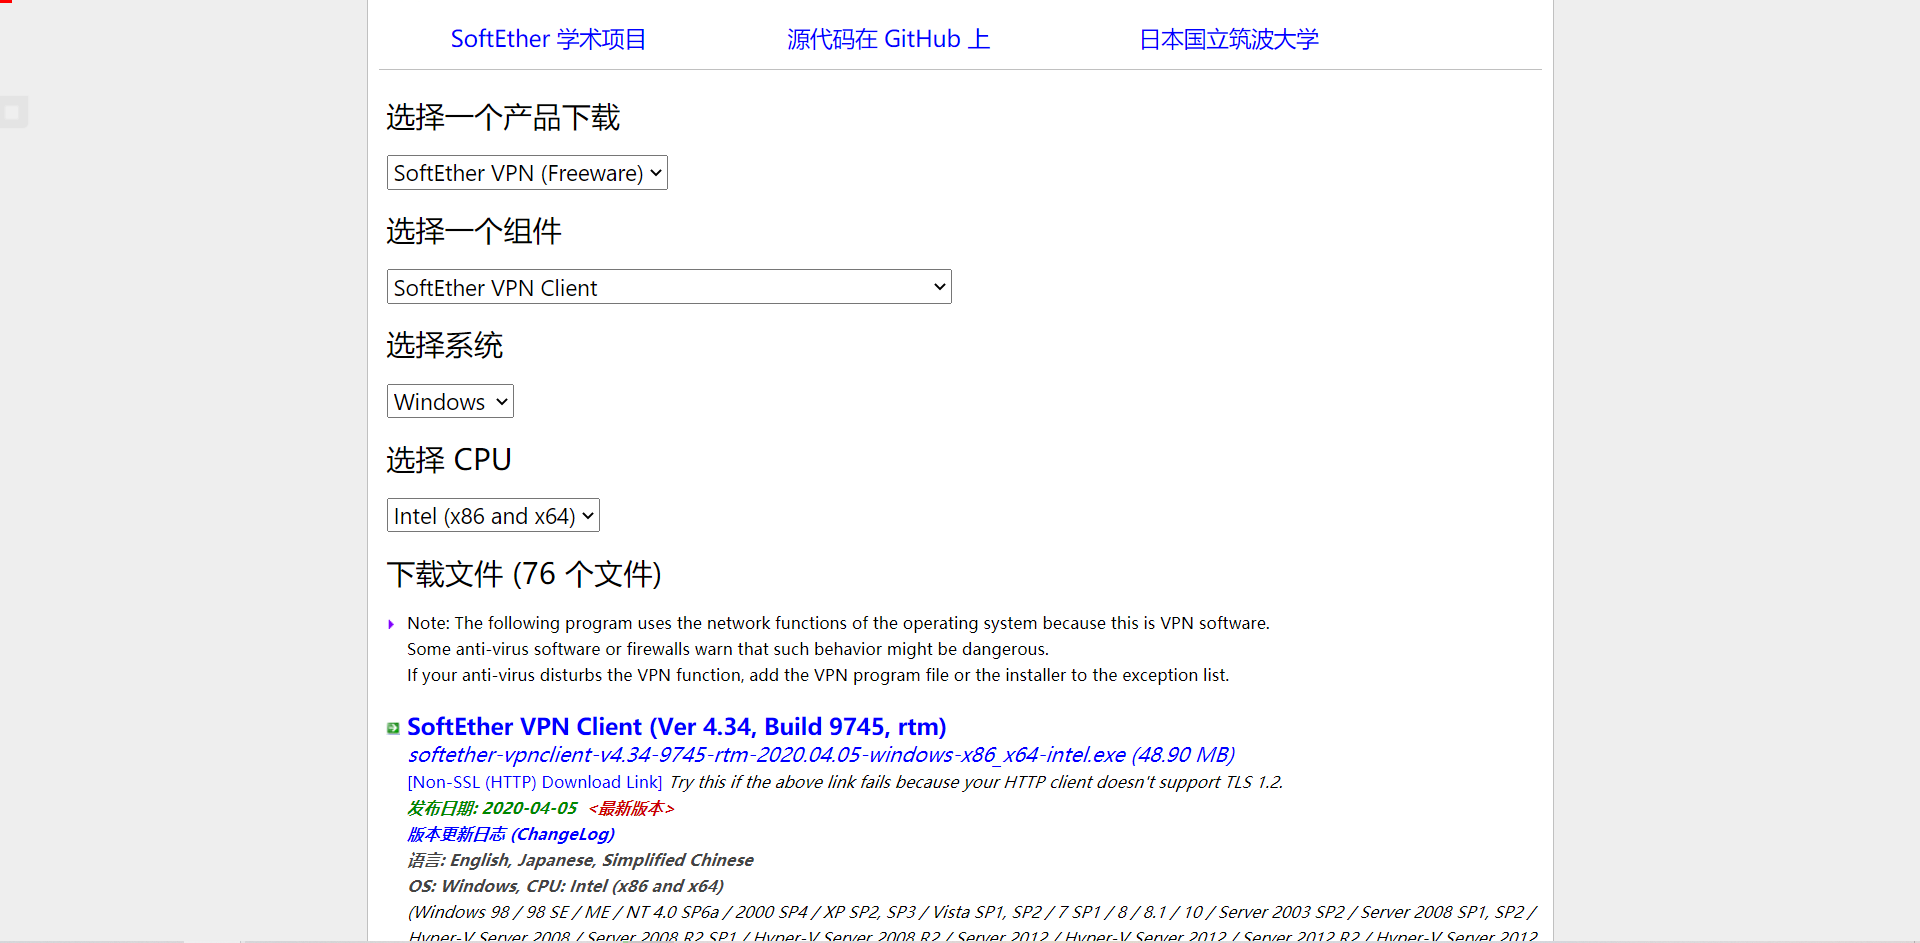 SoftEther 学术项目 源代码在 GitHub 上 日本国立筑波大学
选择一个产品下载
SoftEther VPN (Freeware)
选择一个组件
SoftEther VPN Client
选择系统
Windows
选择 CPU
Intel (x86 and x64)
下载文件 (76 个文件)
Note: The following program uses the network functions of the operating system because this is VPN software.
Some anti-virus software or firewalls warn that such behavior might be dangerous.
If your anti-virus disturbs the VPN function, add the VPN program file or the installer to the exception list.
SoftEther VPN Client (Ver 4.34, Build 9745, rtm)
softether-vpnclient-v4.34-9745-rtm-2020.04.05-windows-x86_x64-intel.exe (48.90 MB)
[Non-SSL (HTTP) Download Link] Try this if the above link fails because your HTTP client doesn't support TLS 1.2.
发布日期: 2020-04-05 <最新版本>
版本更新日志 (ChangeLog)
语言: English, Japanese, Simplified Chinese
OS: Windows, CPU: Intel (x86 and x64)
(Windows 98 / 98 SE / ME / NT 4.0 SP6a / 2000 SP4 / XP SP2, SP3 / Vista SP1, SP2 / 7 SP1 / 8 / 8.1 / 10 / Server 2003 SP2 / Server 2008 SP1, SP2 /
Hyper-V Server 2008 / Server 2008 R2 SP1 / Hyper-V Server 2008 R2 / Server 2012 / Hyper-V Server 2012 / Server 2012 R2 / Hyper-V Server 2012